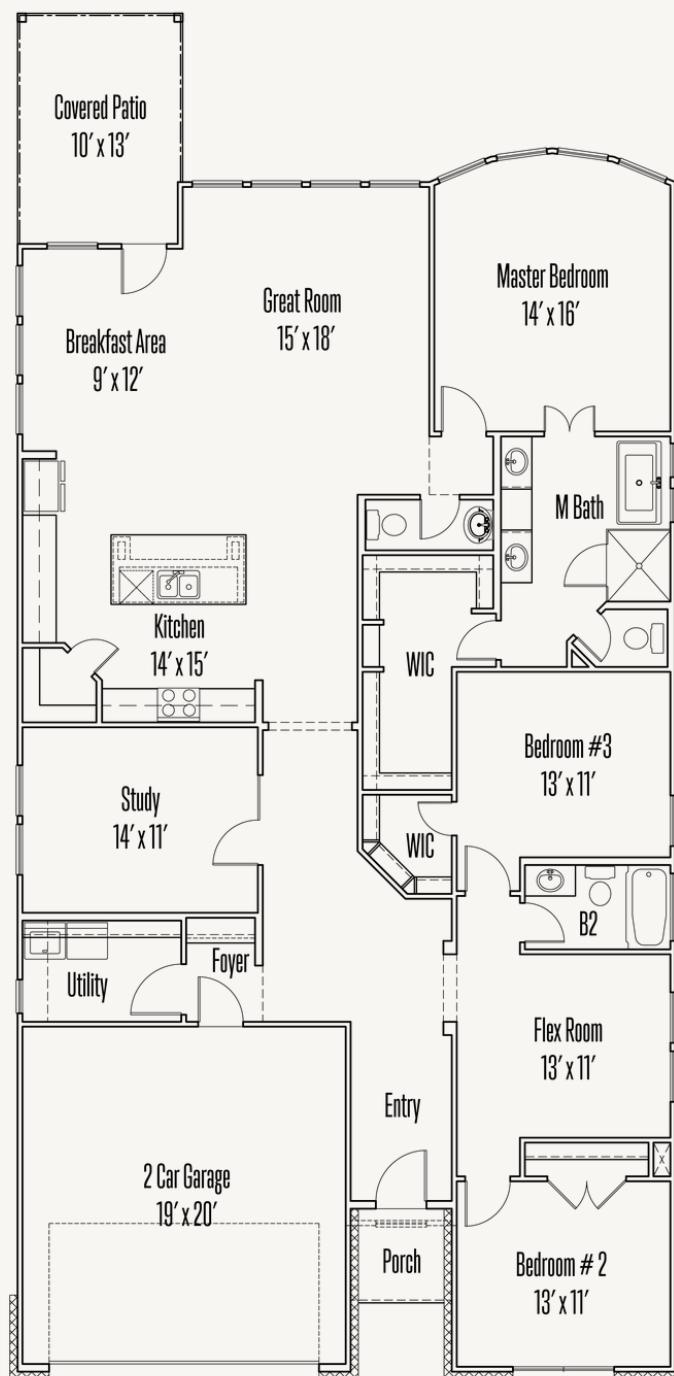 Covered Patio
10' x 13'
Master Bedroom
14' x 16'
Great Room
15' x 18'
Breakfast Area
9' x 12'
M Bath
Kitchen
14' x 15'
WIC
Bedroom #3
13' x 11'
Study
14' x 11'
WIC
B2
Foyer
Utility
Flex Room
13' x 11'
Entry
X
2 Car Garage
19' x 20'
Porch
Bedroom # 2
13' x 11'